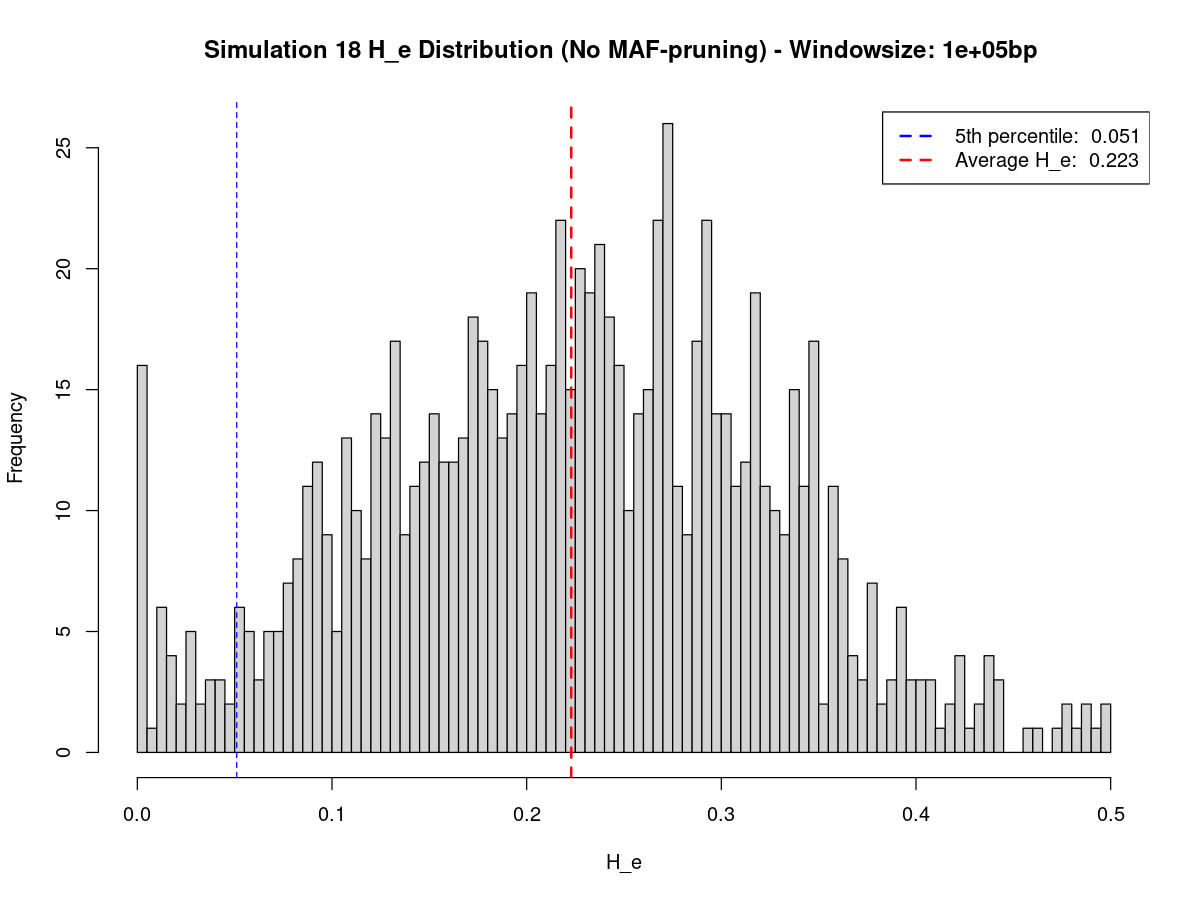 Simulation 18 H_e Distribution (No MAF-pruning) - Windowsize: 1e+05bp
5th percentile: 0.051
Average H_e: 0.223
Frequency
25
20
15
10
5
0
0.0 0.1 0.2 0.3 0.4 0.5
H_e